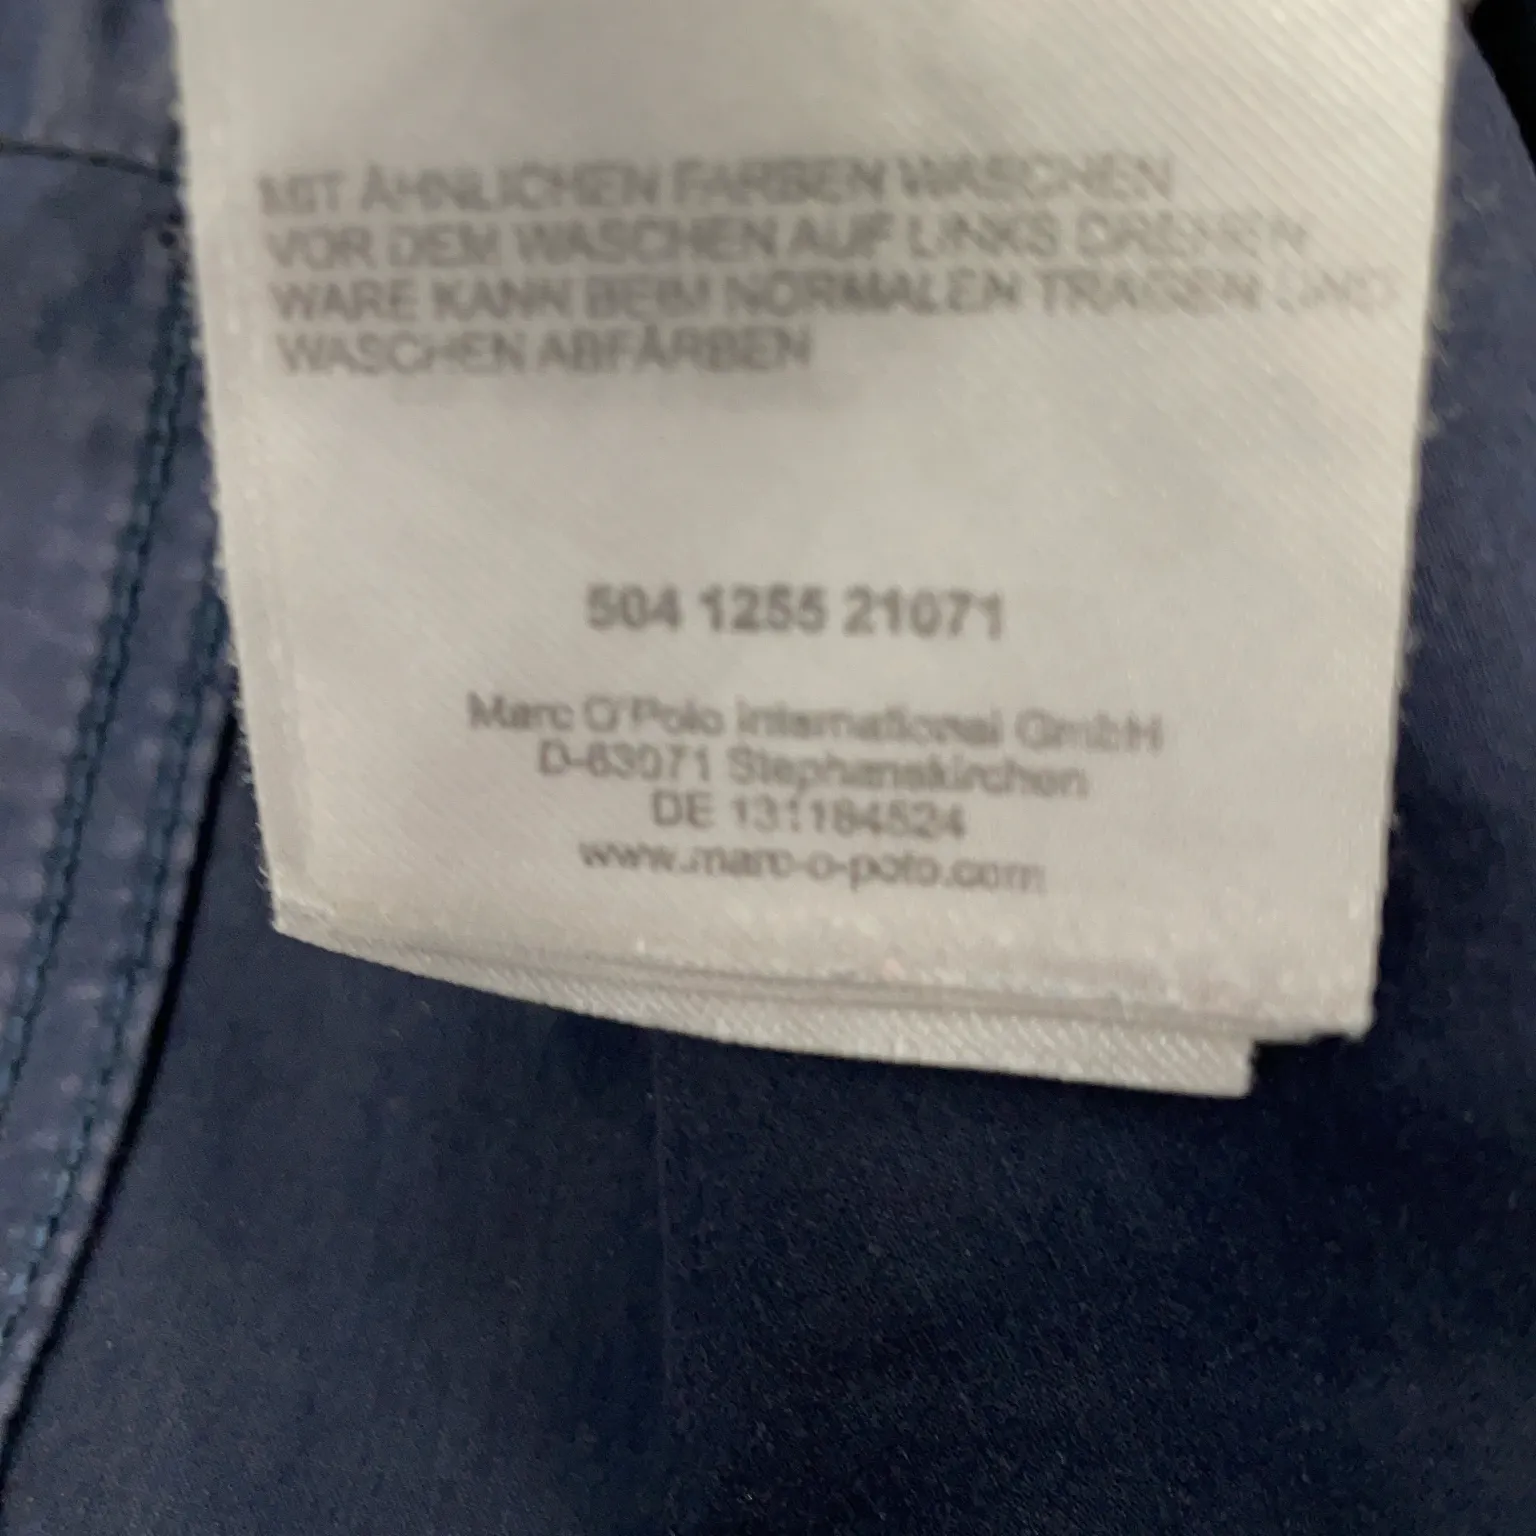 MIT ÄHNLICHEN FARBEN WASCHEN
VOR DEM WASCHEN AUF LINKS DREHEN
WARE KANN BEIM NORMALEN TRAGEN UND
WASCHEN ABFÄRBEN
504 1255 21071
Marc O'Polo International GmbH
D-83071 Stephanskirchen
DE 131184524
www.marc-o-polo.com